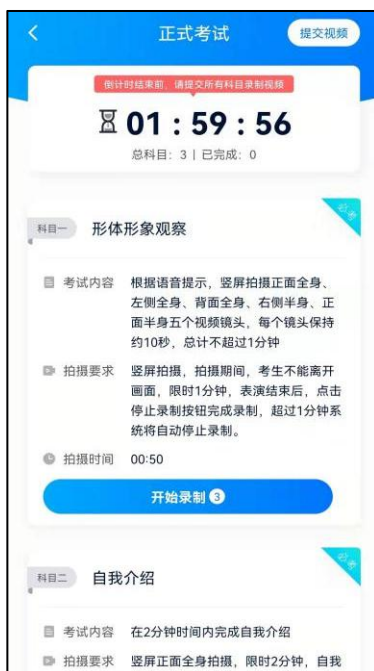 正式考试
提交视频
倒计时结束前，请提交所有科目录制视频
01 : 59 : 56
总科目：3 | 已完成：0
必考
科目一
形体形象观察
考试内容
根据语音提示，竖屏拍摄正面全身、
左侧全身、背面全身、右侧半身、正
面半身五个视频镜头，每个镜头保持
约10秒，总计不超过1分钟
拍摄要求
竖屏拍摄，拍摄期间，考生不能离开
画面，限时1分钟，表演结束后，点击
停止录制按钮完成录制，超过1分钟系
统将自动停止录制。
拍摄时间
00:50
开始录制 3
必考
科目二
自我介绍
考试内容
在2分钟时间内完成自我介绍
拍摄要求
竖屏正面全身拍摄，限时2分钟，自我